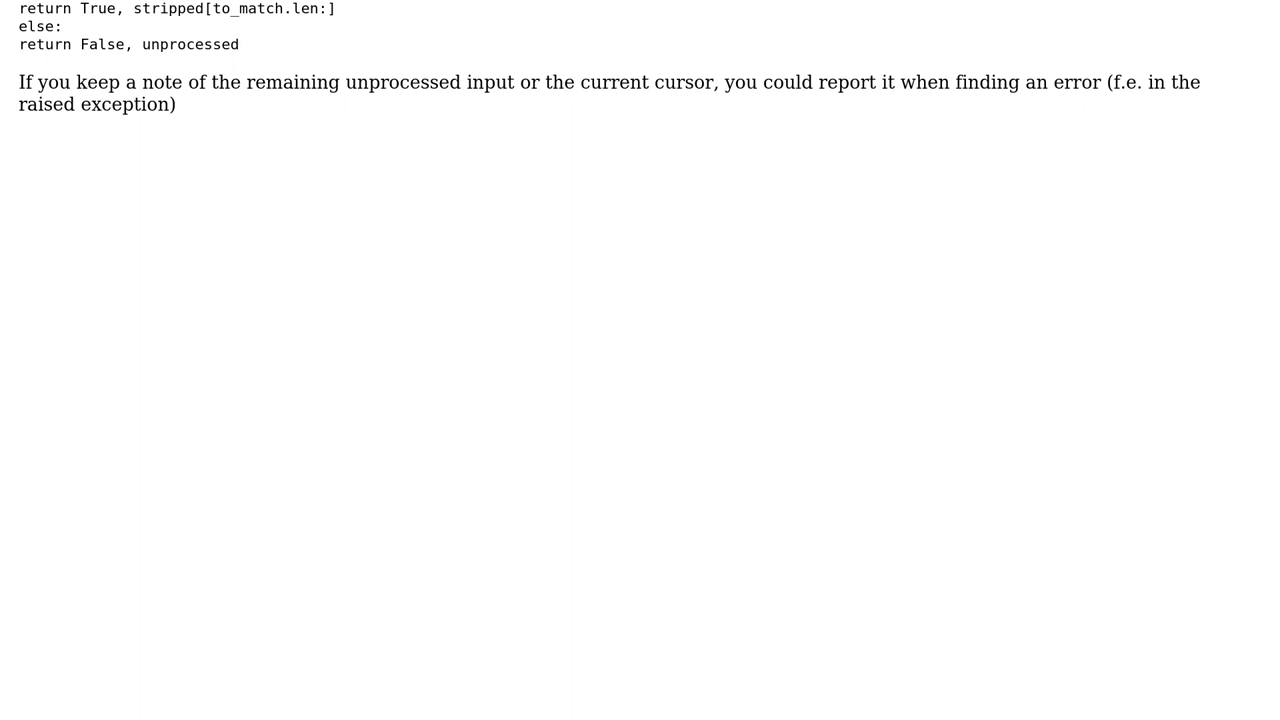 return True, stripped[to_match.len:]
else:
return False, unprocessed
If you keep a note of the remaining unprocessed input or the current cursor, you could report it when finding an error (f.e. in the
raised exception)